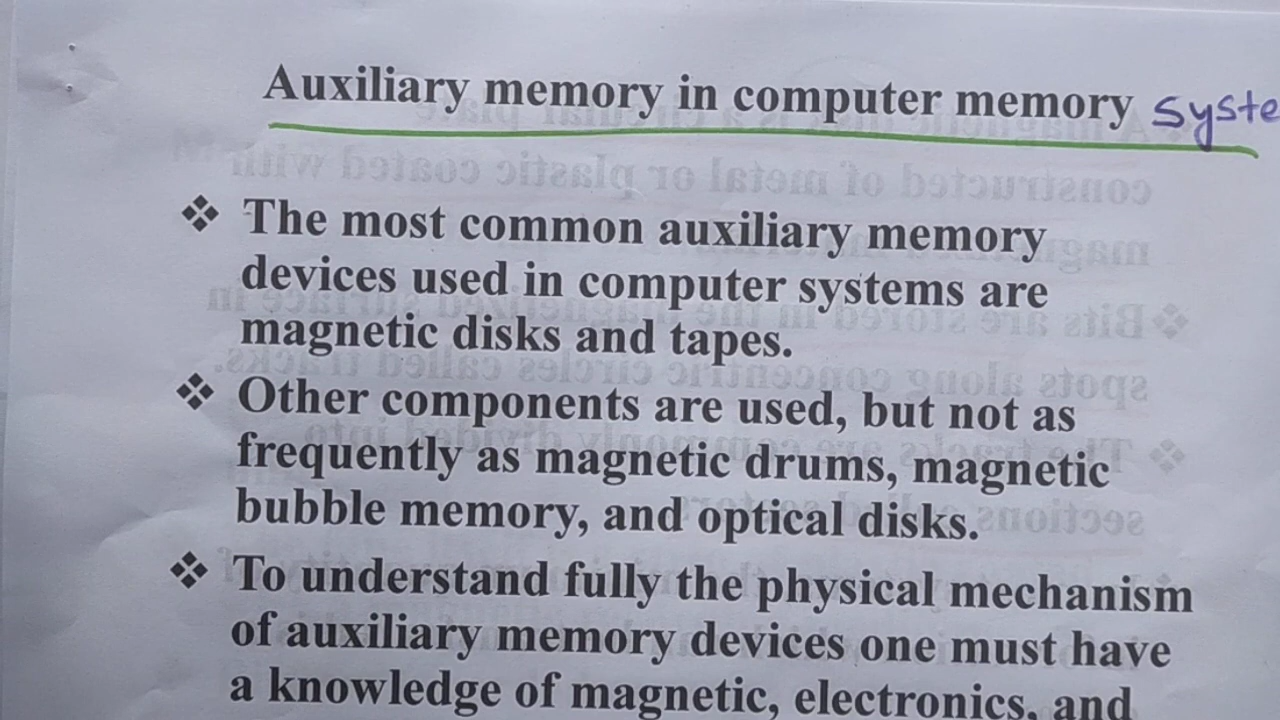 Auxiliary memory in computer memory Syste
❖ The most common auxiliary memory
devices used in computer systems are
magnetic disks and tapes.
❖ Other components are used, but not as
frequently as magnetic drums, magnetic
bubble memory, and optical disks.
❖ To understand fully the physical mechanism
of auxiliary memory devices one must have
a knowledge of magnetic, electronics, and